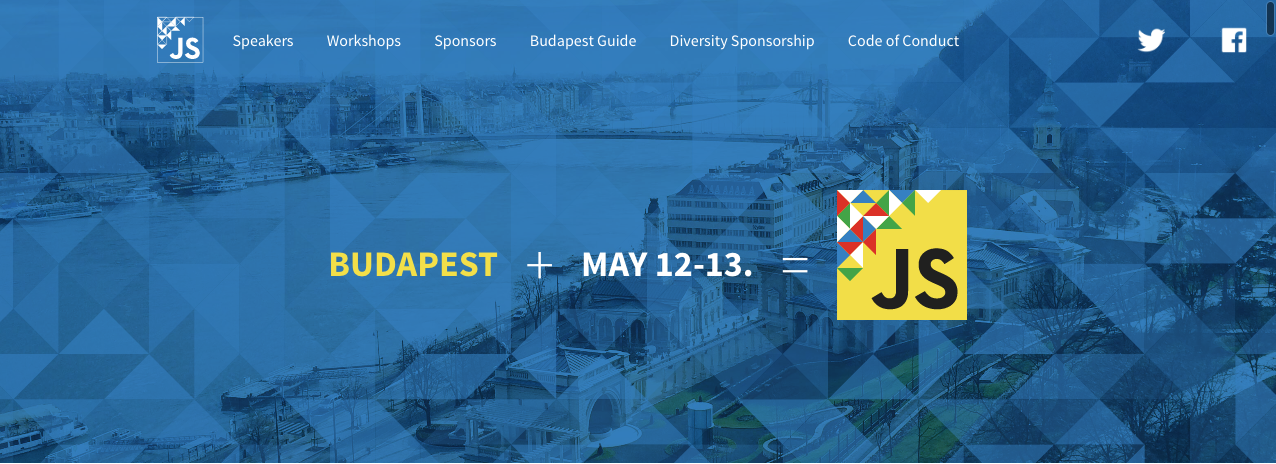 JS
Speakers Workshops Sponsors Budapest Guide Diversity Sponsorship Code of Conduct
BUDAPEST + MAY 12-13. = JS